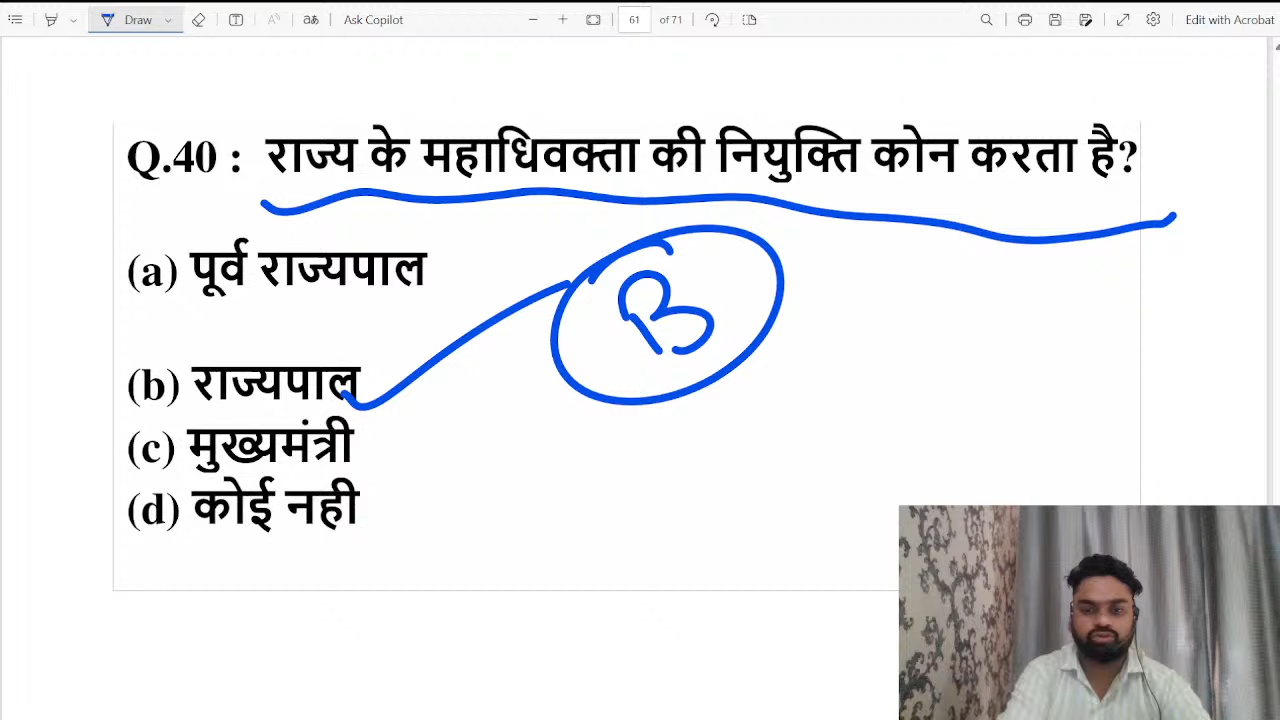 Draw
Ask Copilot
61 of 71
Edit with Acrobat
Q.40 : राज्य के महाधिवक्ता की नियुक्ति कोन करता है?
(a) पूर्व राज्यपाल
B
(b) राज्यपाल
(c) मुख्यमंत्री
(d) कोई नही